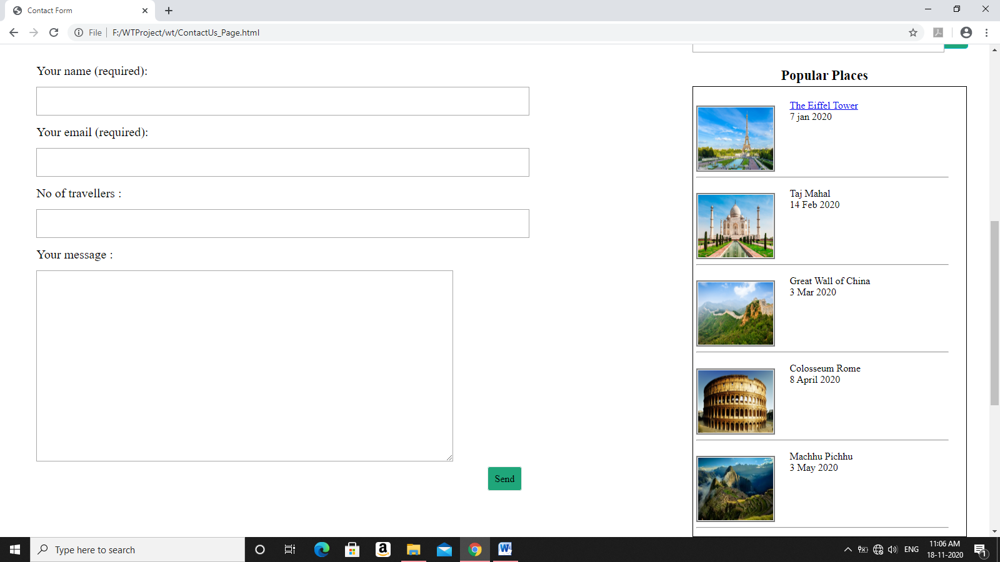 Contact Form
File
F:/WTProject/wt/ContactUs_Page.html
Your name (required):
Your email (required):
No of travellers :
Your message :
Send
Popular Places
The Eiffel Tower
7 jan 2020
Taj Mahal
14 Feb 2020
Great Wall of China
3 Mar 2020
Colosseum Rome
8 April 2020
Machhu Pichhu
3 May 2020
Type here to search
a
W
ENG
11:06 AM
18-11-2020
1